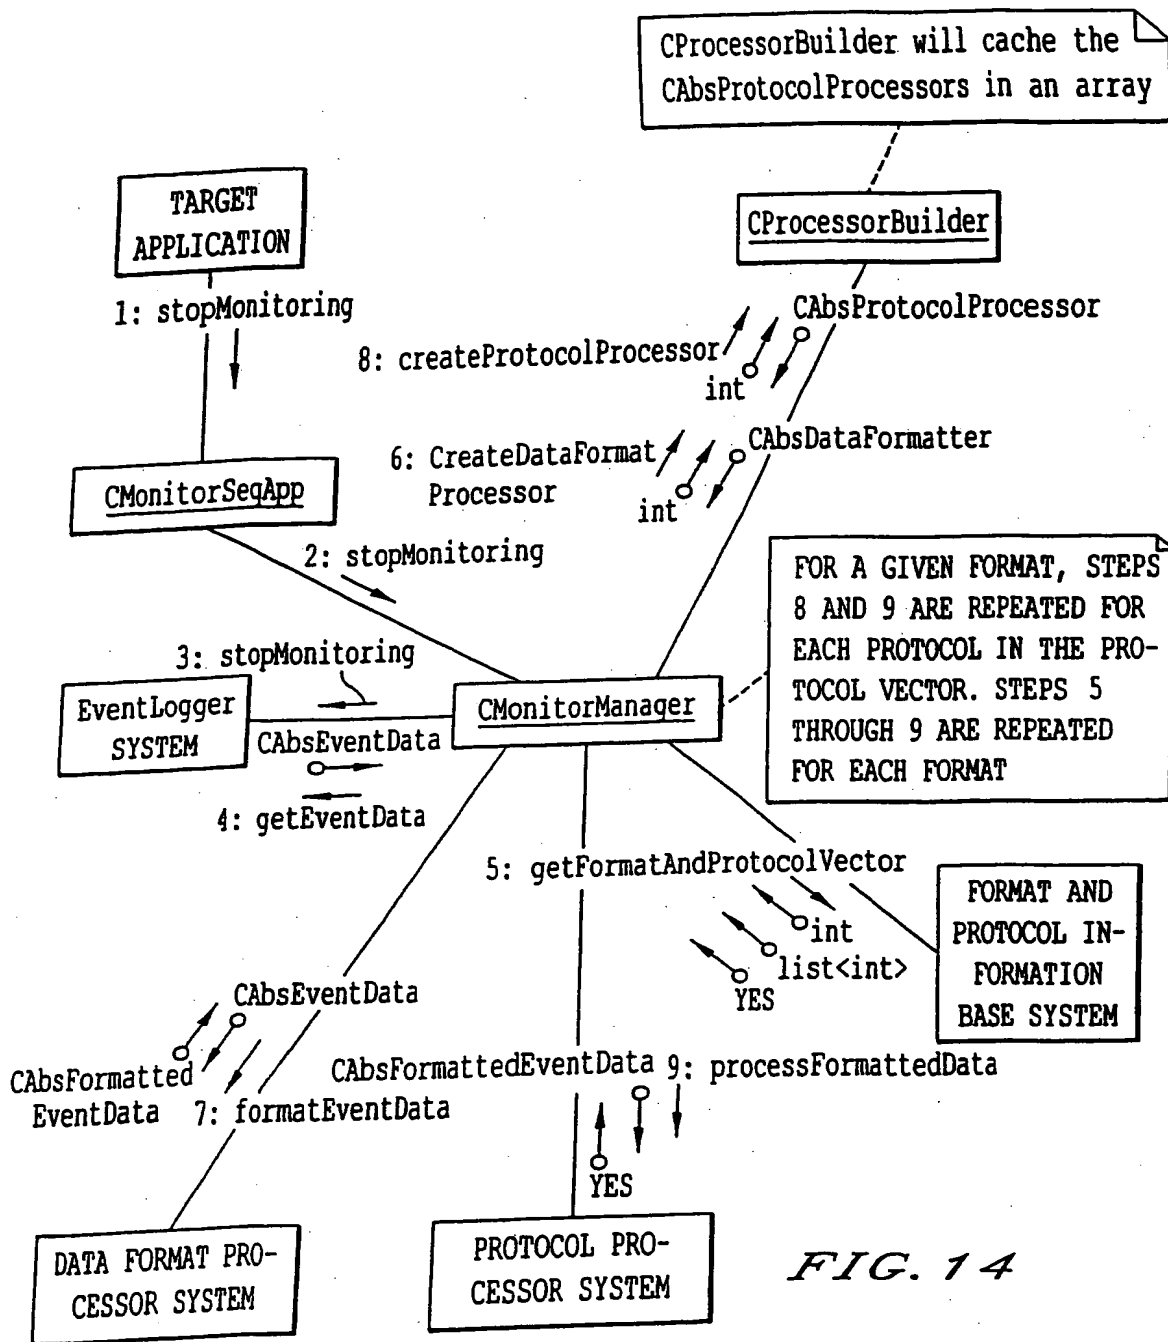 CProcessorBuilder will cache the
CAbsProtocolProcessors in an array
TARGET
APPLICATION
CProcessorBuilder
1: stopMonitoring
CAbsProtocolProcessor
8: createProtocolProcessor
int
CAbsDataFormatter
6: CreateDataFormat
Processor
int
CMonitorSeqApp
2: stopMonitoring
FOR A GIVEN FORMAT, STEPS
8 AND 9 ARE REPEATED FOR
EACH PROTOCOL IN THE PRO-
TOCOL VECTOR. STEPS 5
THROUGH 9 ARE REPEATED
FOR EACH FORMAT
3: stopMonitoring
EventLogger
SYSTEM
CMonitorManager
CAbsEventData
4: getEventData
5: getFormatAndProtocolVector
int
list<int>
YES
FORMAT AND
PROTOCOL IN-
FORMATION
BASE SYSTEM
CAbsEventData
CAbsFormatted
EventData
7: formatEventData
CAbsFormattedEventData
9: processFormattedData
YES
DATA FORMAT PRO-
CESSOR SYSTEM
PROTOCOL PRO-
CESSOR SYSTEM
FIG. 14